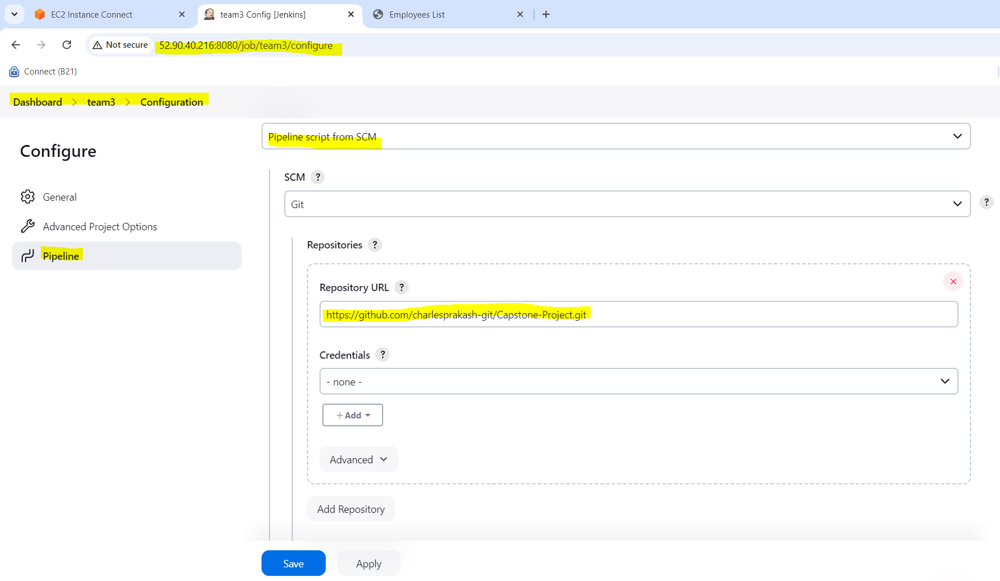 EC2 Instance Connect
team3 Config [Jenkins]
Employees List
Not secure
52.90.40.216:8080/job/team3/configure
Connect (B21)
Dashboard > team3 > Configuration
Configure
General
Advanced Project Options
Pipeline
Pipeline script from SCM
SCM ?
Git
?
Repositories ?
Repository URL ?
https://github.com/charlesprakash-git/Capstone-Project.git
Credentials ?
- none -
+ Add
Advanced
Add Repository
Save
Apply